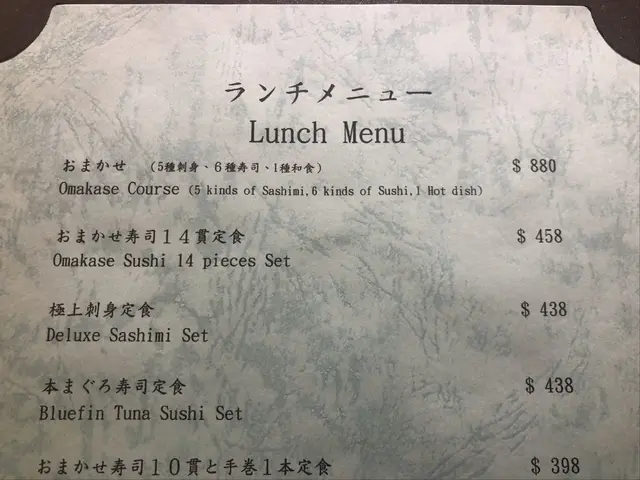 ランチメニュー
Lunch Menu
おまかせ (5種刺身、6種寿司、1種和食) $ 880
Omakase Course (5 kinds of Sashimi,6 kinds of Sushi,1 Hot dish)
おまかせ寿司14貫定食 $ 458
Omakase Sushi 14 pieces Set
極上刺身定食 $ 438
Deluxe Sashimi Set
本まぐろ寿司定食 $ 438
Bluefin Tuna Sushi Set
おまかせ寿司10貫と手巻1本定食 $ 398